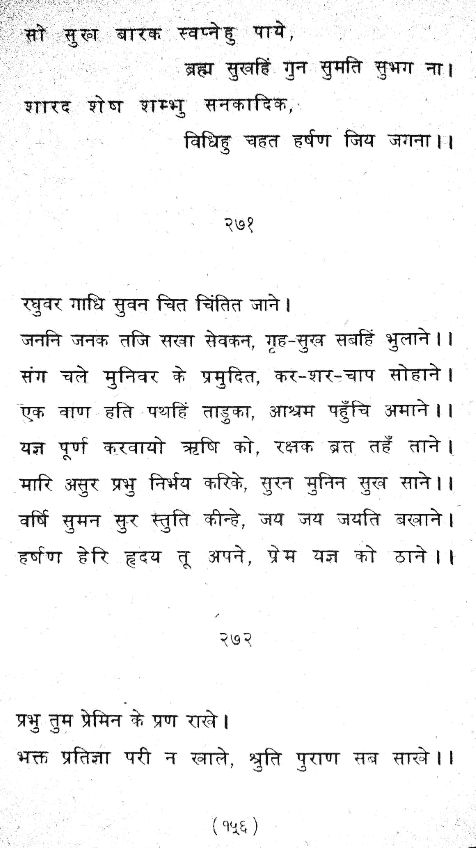 सो सुख बारक स्वप्नेहु पाये,
ब्रह्म सुखहिं गुन सुमति सुभग ना।
शारद शेष शम्भु सनकादिक,
विधिहु चहत हर्षण जिय जगना।।
२७१
रघुवर गाधि सुवन चित चिंतित जाने।
जननि जनक तजि सखा सेवकन, गृह-सुख सबहिं भुलाने।।
संग चले मुनिवर के प्रमुदित, कर-शर-चाप सोहाने।
एक वाण हति पथहिं ताडुका, आश्रम पहुँचि अमाने।।
यज्ञ पूर्ण करवायो ऋषि को, रक्षक ब्रत तहँ ताने।
मारि असुर प्रभु निर्भय करिके, सुरन मुनिन सुख साने।।
वर्षि सुमन सुर स्तुति कीन्हे, जय जय जयति बखाने।
हर्षण हेरि हृदय तू अपने, प्रेम यज्ञ को ठाने।।
२७२
प्रभु तुम प्रेमिन के प्रण राखे।
भक्त प्रतिज्ञा परी न खाले, श्रुति पुराण सब साखे।।
(१५६)